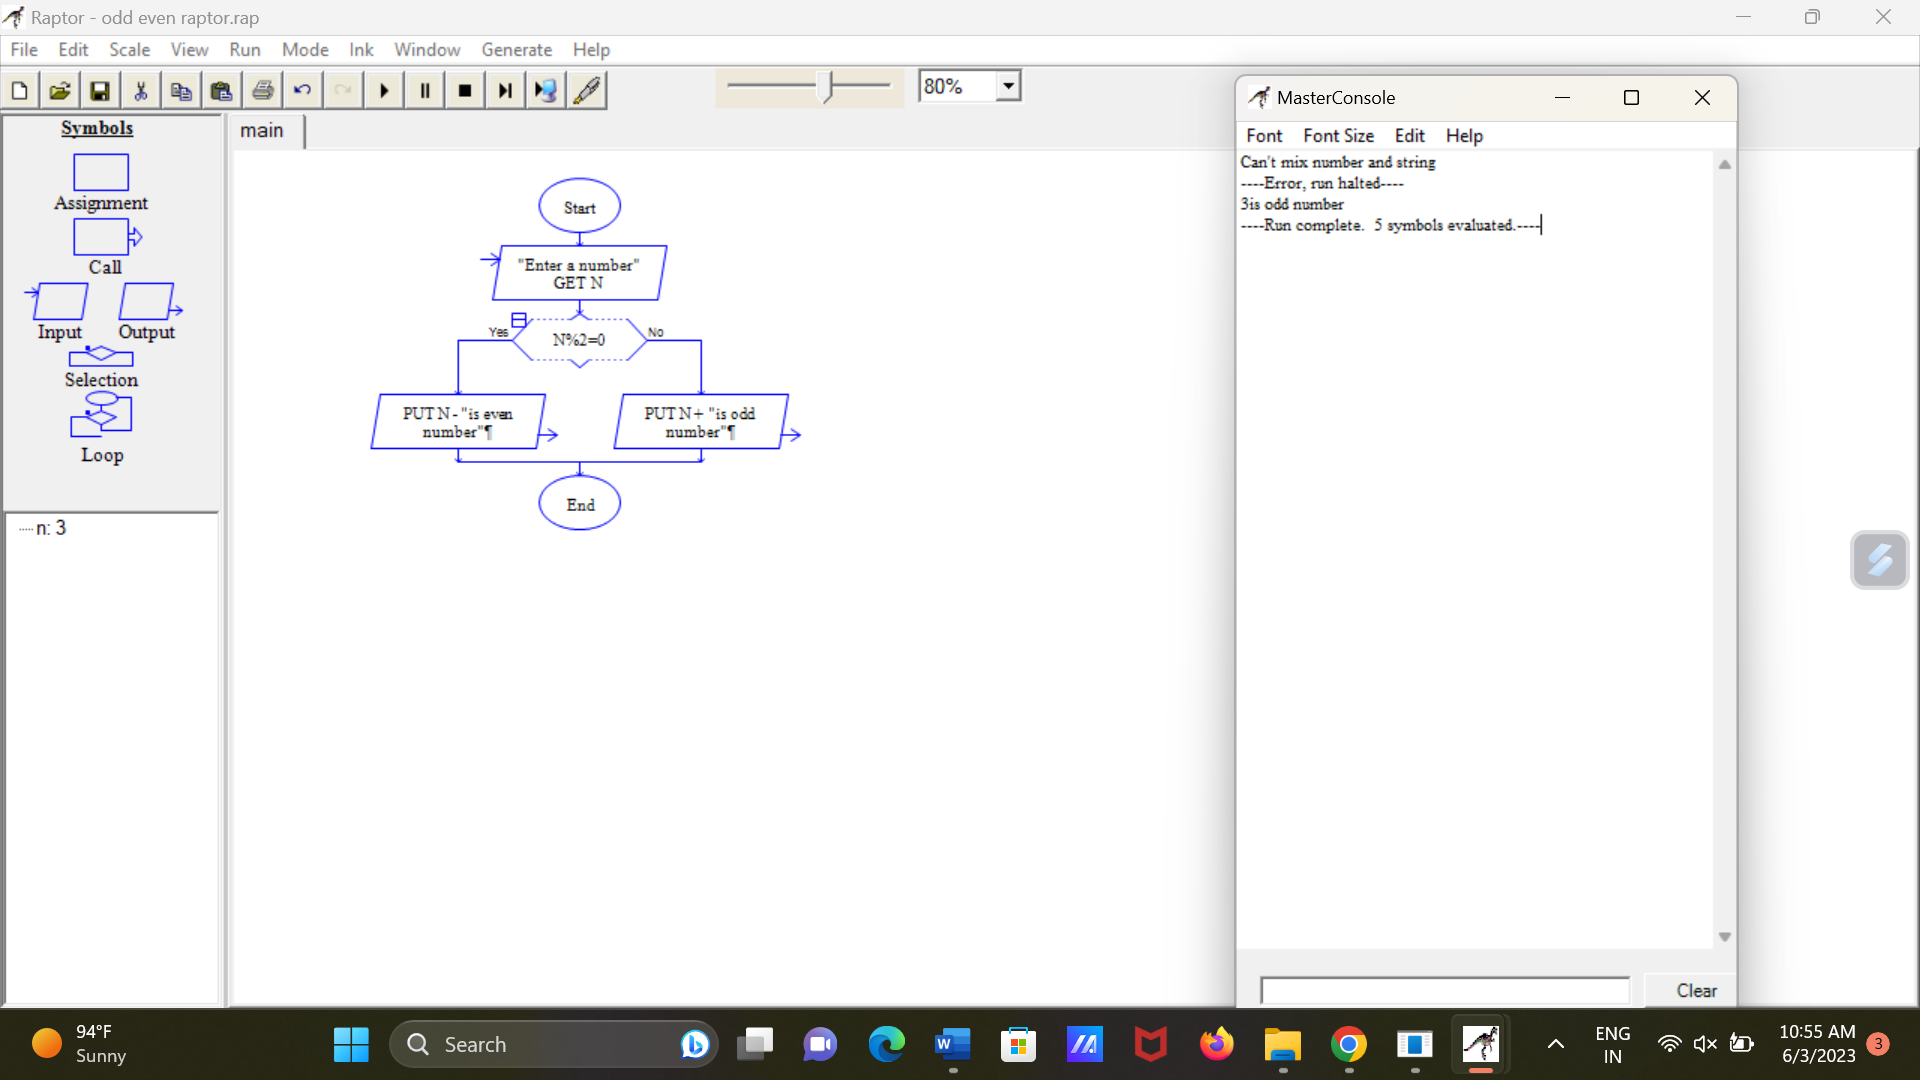 Raptor - odd even raptor.rap
File Edit Scale View Run Mode Ink Window Generate Help
80%
Symbols
Assignment
Call
Input Output
Selection
Loop
n: 3
main
Start
"Enter a number"
GET N
Yes
No
N%2=0
PUT N - "is even
number"¶
PUT N + "is odd
number"¶
End
MasterConsole
Font Font Size Edit Help
Can't mix number and string
----Error, run halted----
3is odd number
----Run complete.  5 symbols evaluated.----
Clear
94°F
Sunny
Search
ENG
IN
10:55 AM
6/3/2023
3